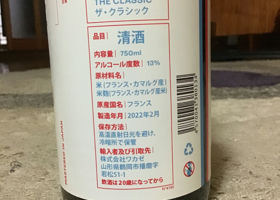 THE CLASSIC
ザ・クラシック
品目 清酒
内容量 750ml
アルコール度数 13%
原材料名
米(フランス・カマルグ産)
米麹(フランス・カマルグ産米)
原産国名 フランス
製造年月 2022年2月
保存方法
高温直射日光を避け、
冷暗所で保管
輸入者及び引取先
株式会社ワカゼ
山形県鶴岡市播磨字
若松51-1
飲酒は20歳になってから